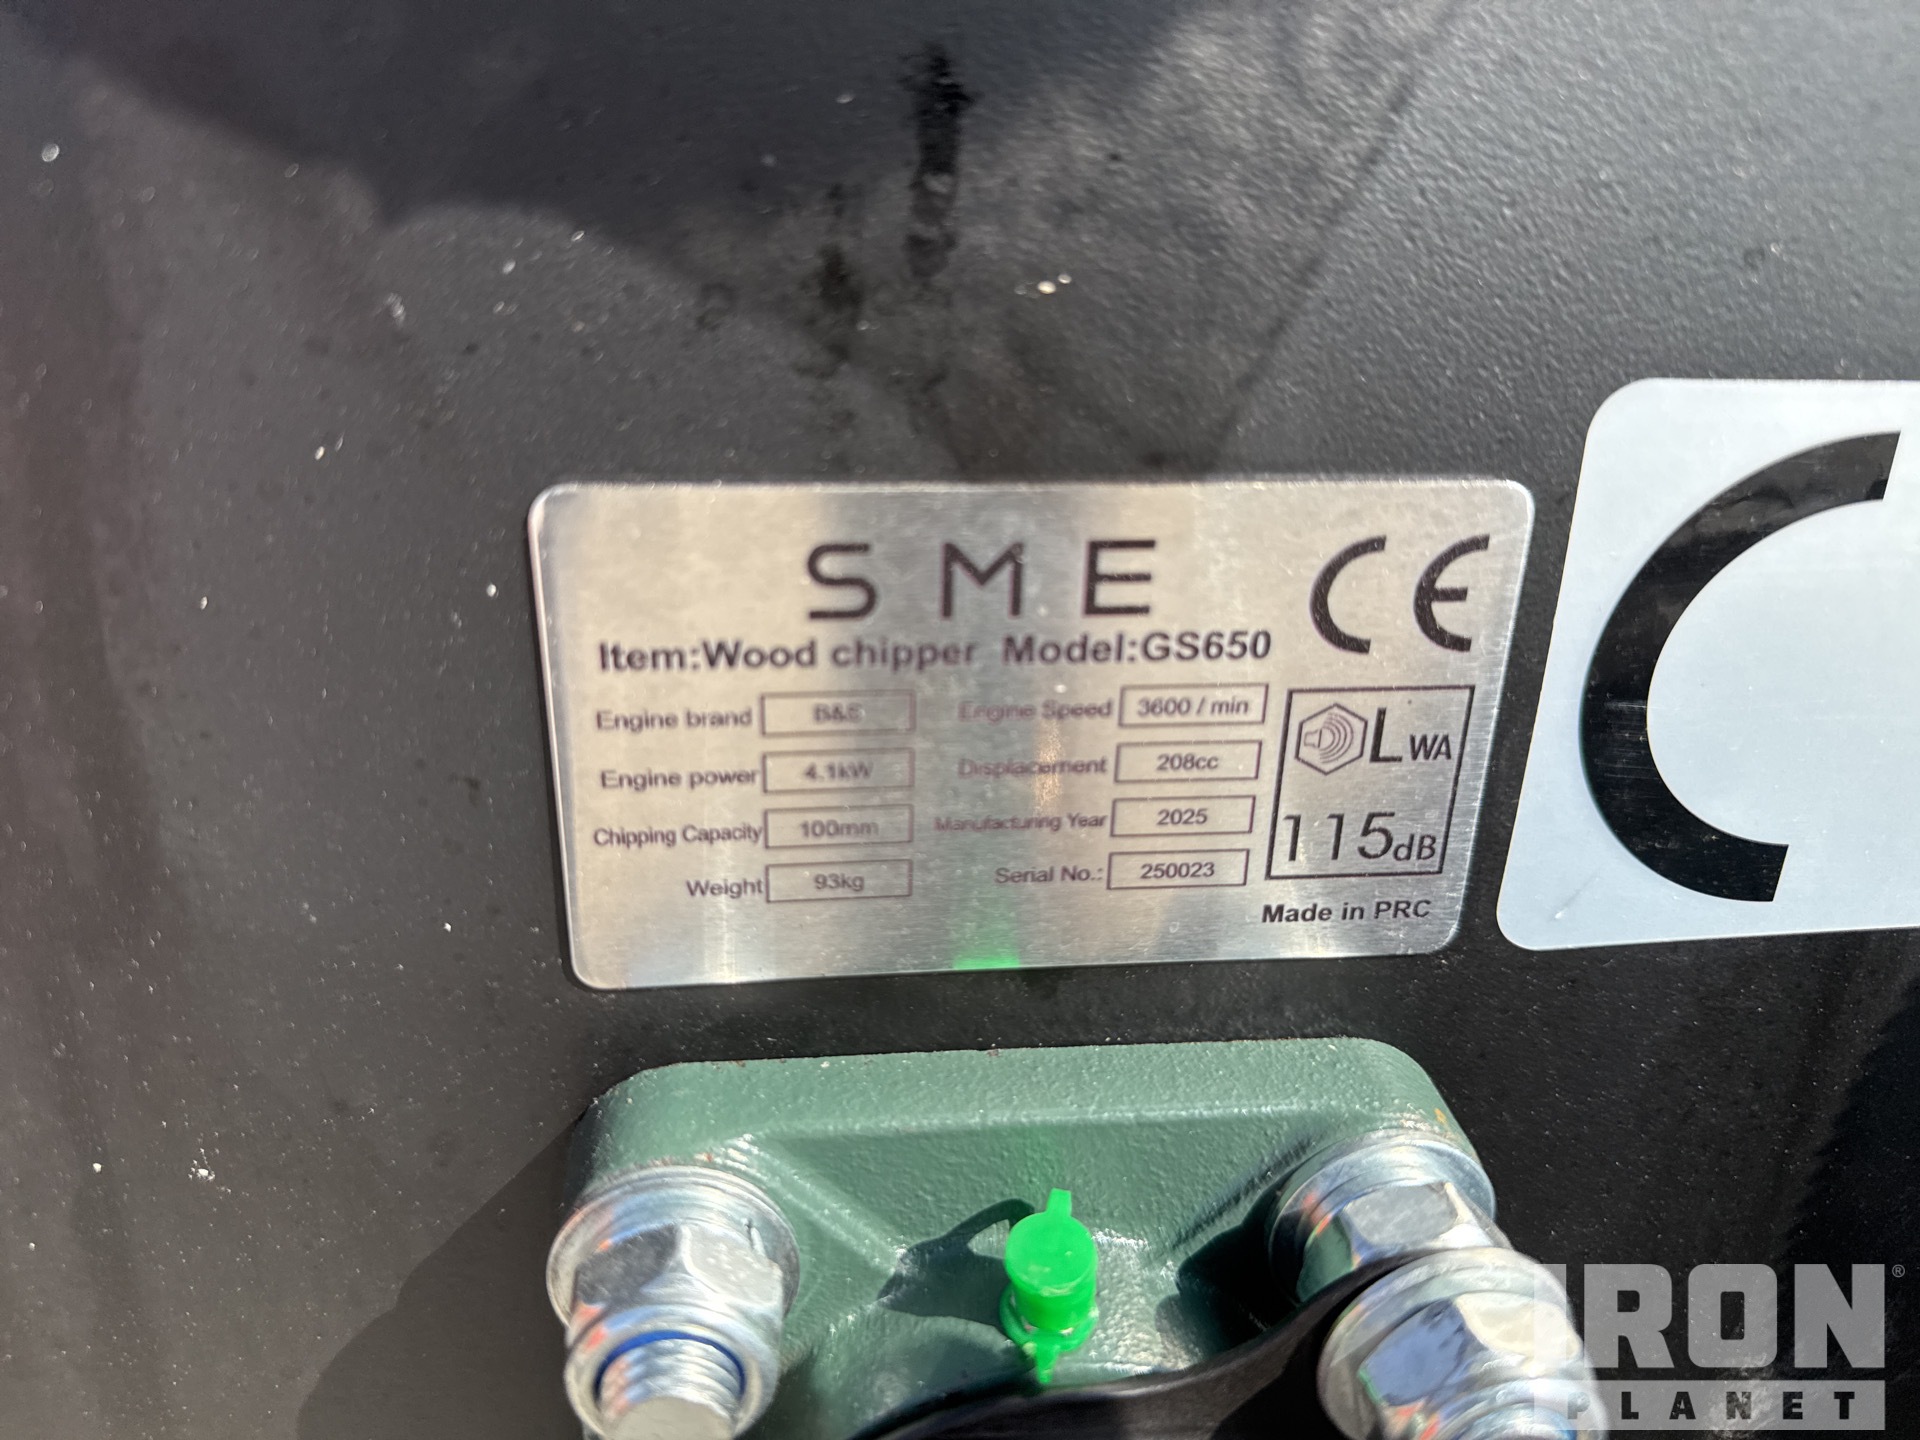 SME
CE
Item:Wood chipper Model:GS650
Engine brand B&E Engine Speed 3600 / min
Engine power 4.1kW Displacement 208cc
Chipping Capacity 100mm Manufacturing Year 2025
Weight 93kg Serial No.: 250023
LWA
115dB
Made in PRC
IRON
PLANET